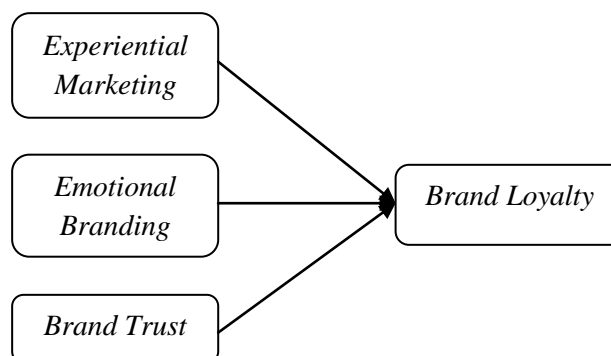 Experiential
Marketing
Emotional
Branding
Brand Loyalty
Brand Trust